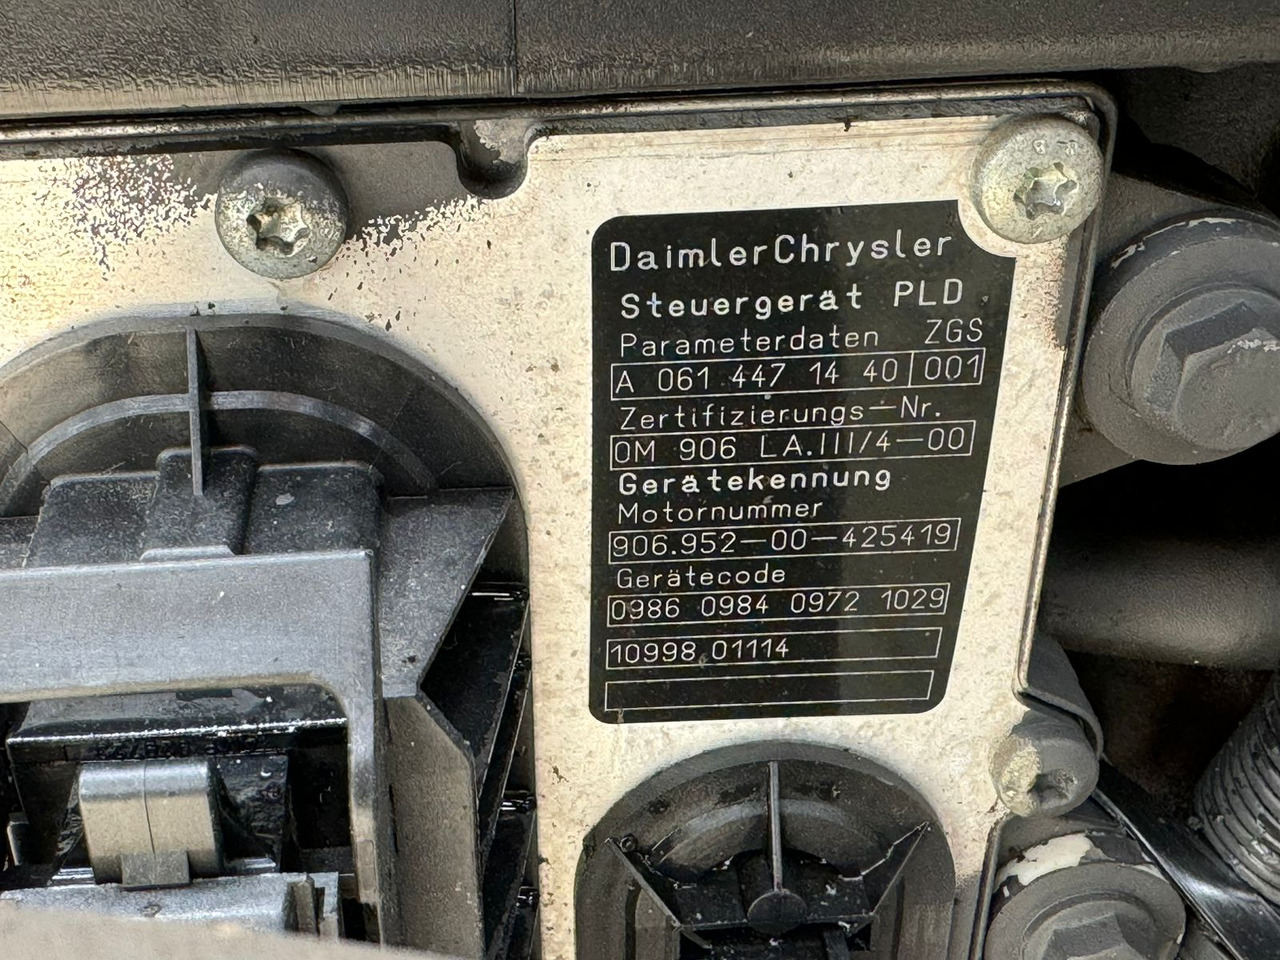 DaimlerChrysler
Steuergerät PLD
Parameterdaten ZGS
A 061 447 14 40 001
Zertifizierungs-Nr.
OM 906 LA.III/4-00
Gerätekennung
Motornummer
906.952-00-425419
Gerätecode
0986 0984 0972 1029
10998 01114